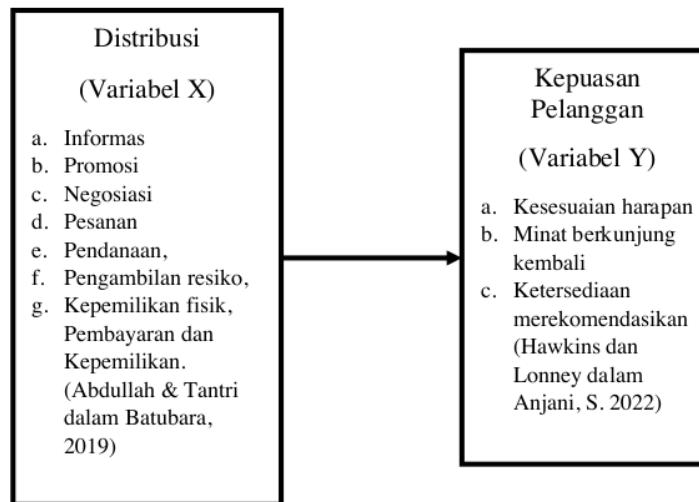 Distribusi
(Variabel X)
a. Informas
b. Promosi
c. Negosiasi
d. Pesanan
e. Pendanaan,
f. Pengambilan resiko,
g. Kepemilikan fisik,
Pembayaran dan
Kepemilikan.
(Abdullah & Tantri
dalam Batubara,
2019)
Kepuasan
Pelanggan
(Variabel Y)
a. Kesesuaian harapan
b. Minat berkunjung
kembali
c. Ketersediaan
merekomendasikan
(Hawkins dan
Lonney dalam
Anjani, S. 2022)